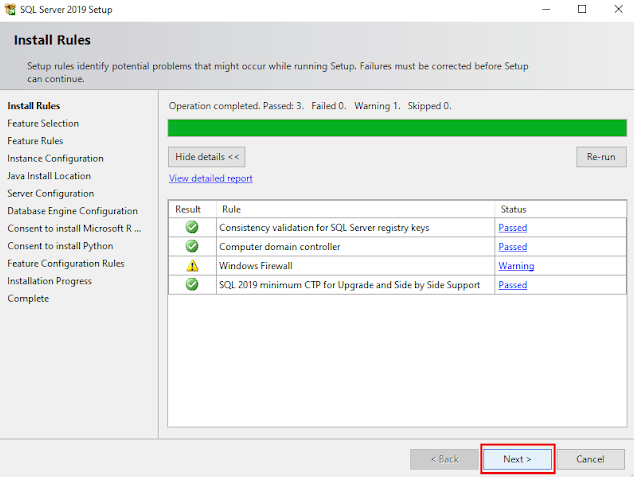 SQL Server 2019 Setup
Install Rules
Setup rules identify potential problems that might occur while running Setup. Failures must be corrected before Setup
can continue.
Install Rules
Feature Selection
Feature Rules
Instance Configuration
Java Install Location
Server Configuration
Database Engine Configuration
Consent to install Microsoft R ...
Consent to install Python
Feature Configuration Rules
Installation Progress
Complete
Operation completed. Passed: 3.   Failed 0.   Warning 1.   Skipped 0.
Hide details <<
Re-run
View detailed report
Result Rule Status
Consistency validation for SQL Server registry keys Passed
Computer domain controller Passed
Windows Firewall Warning
SQL 2019 minimum CTP for Upgrade and Side by Side Support Passed
< Back Next > Cancel